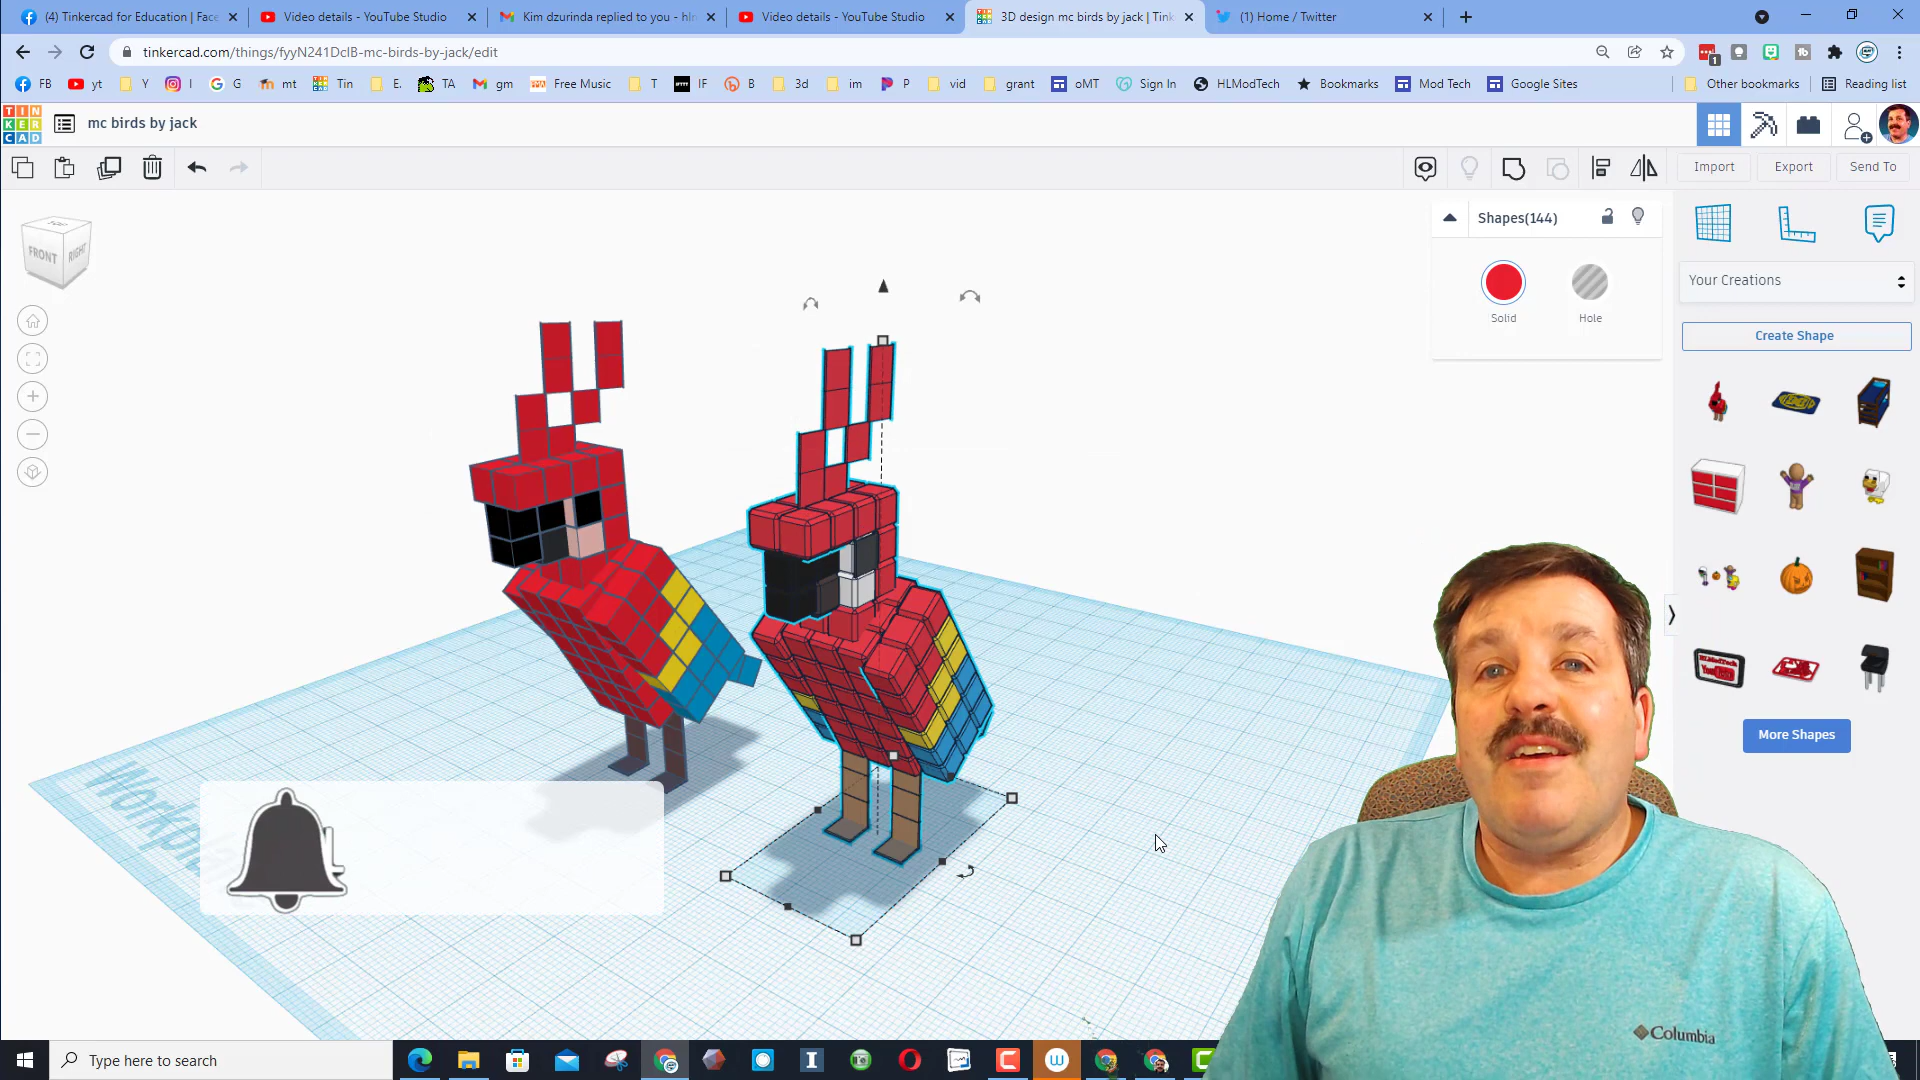 (4) Tinkercad for Education | Face
Video details - YouTube Studio
Kim dzurinda replied to you - hlm
Video details - YouTube Studio
3D design mc birds by jack | Tink
(1) Home / Twitter
tinkercad.com/things/fyyN241DclB-mc-birds-by-jack/edit
FB
yt
Y
I
G
mt
Tin
E.
TA
gm
Free Music
T
IF
B
3d
im
P
vid
grant
oMT
Sign In
HLModTech
Bookmarks
Mod Tech
Google Sites
Other bookmarks
Reading list
TIN
KER
CAD
mc birds by jack
Import
Export
Send To
TOP
FRONT
RIGHT
Shapes(144)
Solid
Hole
Your Creations
Create Shape
More Shapes
Columbia
Type here to search